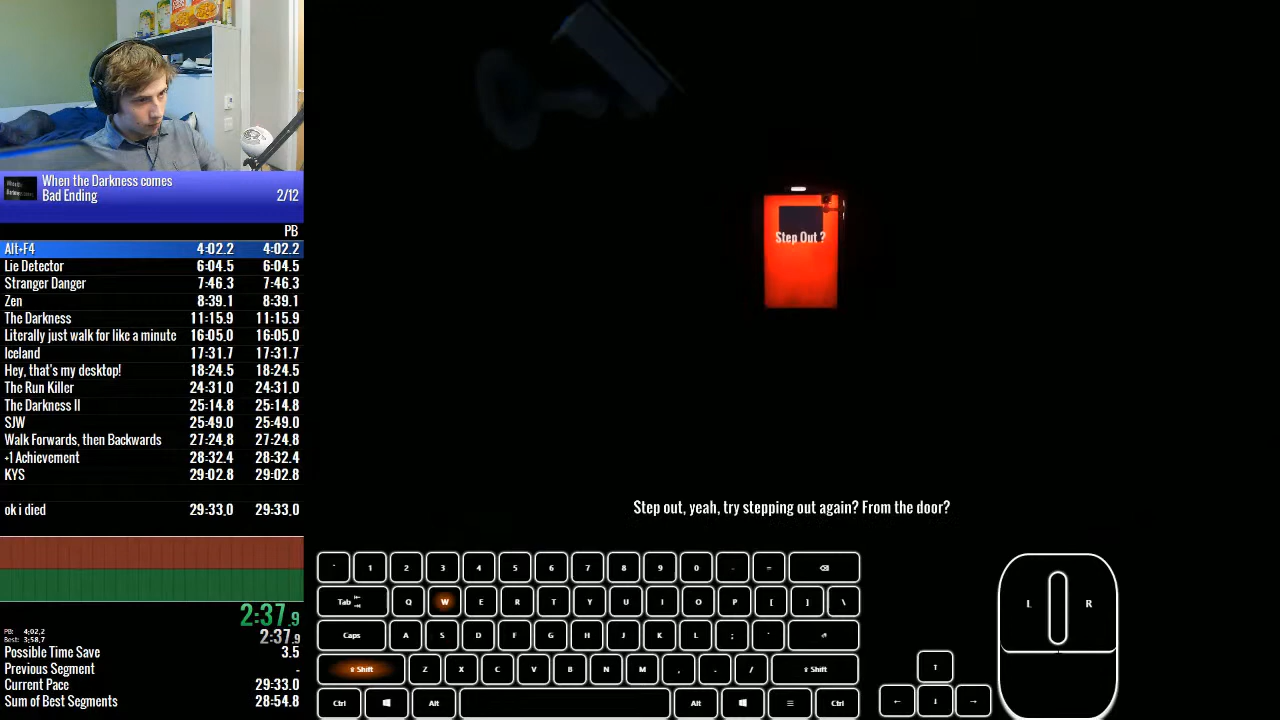 When the Darkness comes
Bad Ending 2/12
PB
Alt+F4 4:02.2 4:02.2
Lie Detector 6:04.5 6:04.5
Stranger Danger 7:46.3 7:46.3
Zen 8:39.1 8:39.1
The Darkness 11:15.9 11:15.9
Literally just walk for like a minute 16:05.0 16:05.0
Iceland 17:31.7 17:31.7
Hey, that's my desktop! 18:24.5 18:24.5
The Run Killer 24:31.0 24:31.0
The Darkness II 25:14.8 25:14.8
SJW 25:49.0 25:49.0
Walk Forwards, then Backwards 27:24.8 27:24.8
+1 Achievement 28:32.4 28:32.4
KYS 29:02.8 29:02.8
ok i died 29:33.0 29:33.0
2:37.9
PB: 4:02.2
Best: 3:58.7
2:37.9
Possible Time Save 3.5
Previous Segment -
Current Pace 29:33.0
Sum of Best Segments 28:54.8
Step Out ?
Step out, yeah, try stepping out again? From the door?
` 1 2 3 4 5 6 7 8 9 0 - = ⌫
Tab Q W E R T Y U I O P [ ] \
Caps A S D F G H J K L ; '
⇧ Shift Z X C V B N M , . / ⇧ Shift
Ctrl Alt Alt Ctrl
↑
← ↓ →
L R